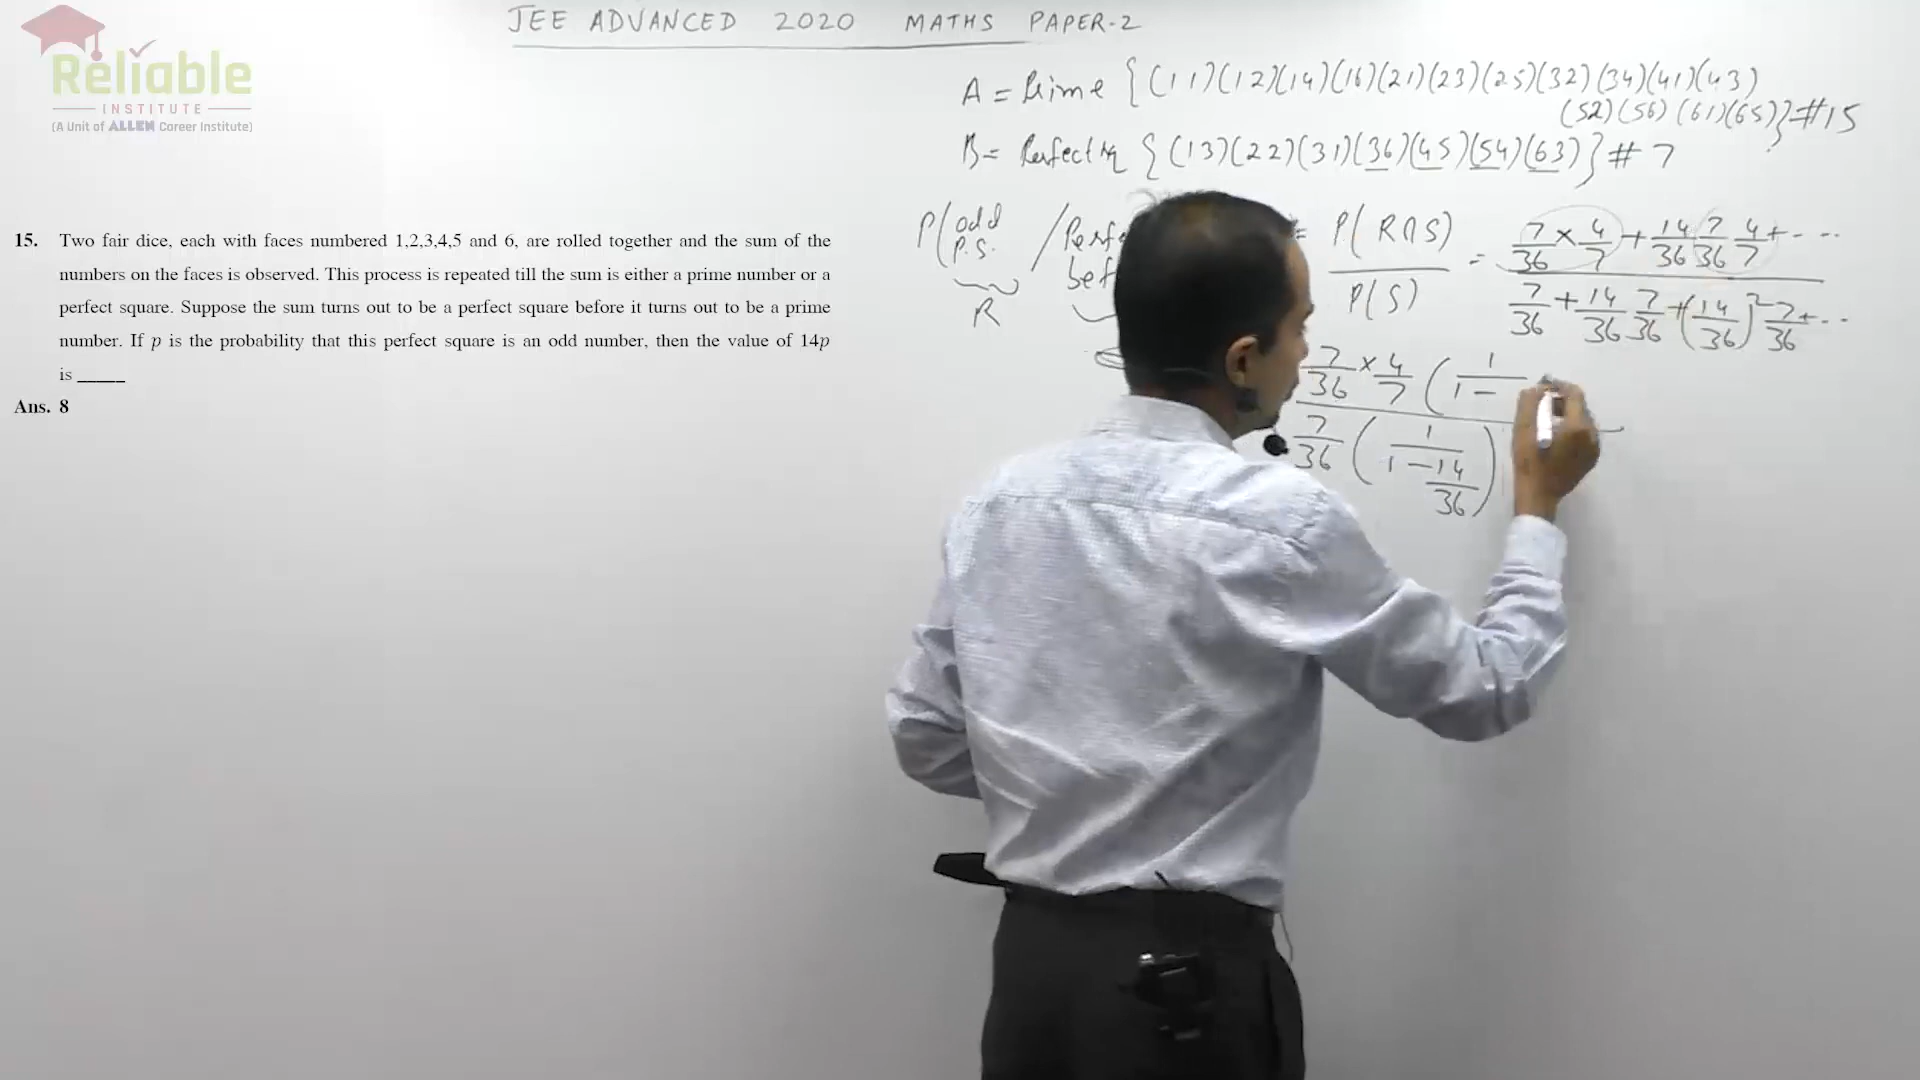 JEE ADVANCED 2020 MATHS PAPER-2
Reliable
INSTITUTE
(A Unit of ALLEN Career Institute)
A = Prime {(11)(12)(14)(16)(21)(23)(25)(32)(34)(41)(43)
(52)(56)(61)(65)} #15
B = Perfect sq {(13)(22)(31)(36)(45)(54)(63)} # 7
P(odd P.S. / Perfe bef = P(R∩S) / P(S) = 7/36 × 4/7 + 14/36 7/36 4/7 + ... / 7/36 + 14/36 7/36 + (14/36)^2 7/36 + ...
R
7/36 × 4/7 ( 1 / 1 -
7/36 ( 1 / 1 - 14/36 )
15. Two fair dice, each with faces numbered 1,2,3,4,5 and 6, are rolled together and the sum of the
numbers on the faces is observed. This process is repeated till the sum is either a prime number or a
perfect square. Suppose the sum turns out to be a perfect square before it turns out to be a prime
number. If p is the probability that this perfect square is an odd number, then the value of 14p
is _____
Ans. 8